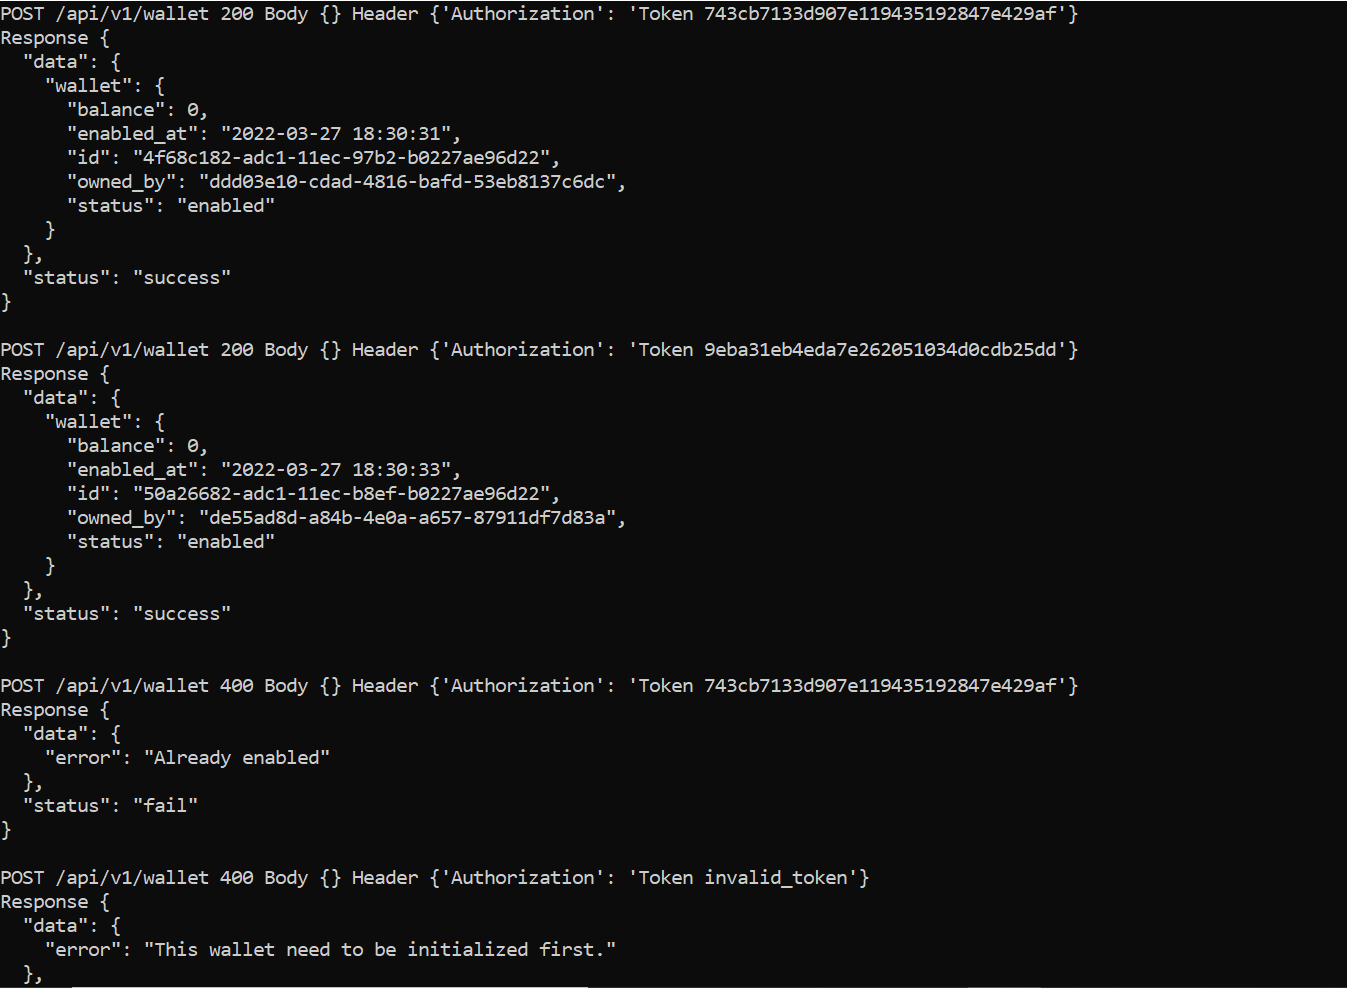 POST /api/v1/wallet 200 Body {} Header {'Authorization': 'Token 743cb7133d907e119435192847e429af'}
Response {
  "data": {
    "wallet": {
      "balance": 0,
      "enabled_at": "2022-03-27 18:30:31",
      "id": "4f68c182-adc1-11ec-97b2-b0227ae96d22",
      "owned_by": "ddd03e10-cdad-4816-bafd-53eb8137c6dc",
      "status": "enabled"
    }
  },
  "status": "success"
}

POST /api/v1/wallet 200 Body {} Header {'Authorization': 'Token 9eba31eb4eda7e262051034d0cdb25dd'}
Response {
  "data": {
    "wallet": {
      "balance": 0,
      "enabled_at": "2022-03-27 18:30:33",
      "id": "50a26682-adc1-11ec-b8ef-b0227ae96d22",
      "owned_by": "de55ad8d-a84b-4e0a-a657-87911df7d83a",
      "status": "enabled"
    }
  },
  "status": "success"
}

POST /api/v1/wallet 400 Body {} Header {'Authorization': 'Token 743cb7133d907e119435192847e429af'}
Response {
  "data": {
    "error": "Already enabled"
  },
  "status": "fail"
}

POST /api/v1/wallet 400 Body {} Header {'Authorization': 'Token invalid_token'}
Response {
  "data": {
    "error": "This wallet need to be initialized first."
  },